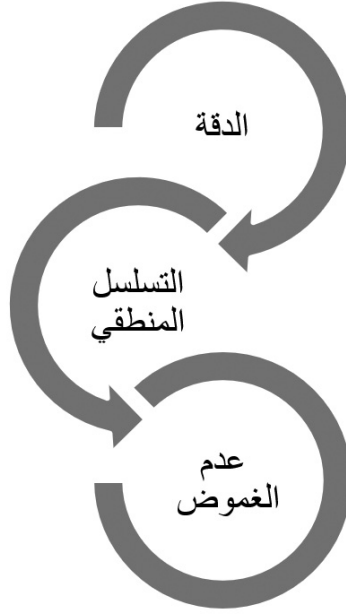 الدقة
التسلسل
المنطقي
عدم
الغموض